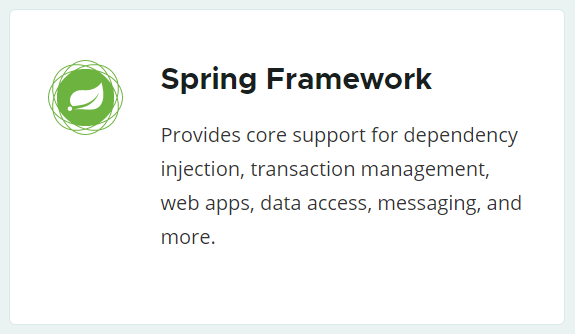 Spring Framework
Provides core support for dependency
injection, transaction management,
web apps, data access, messaging, and
more.